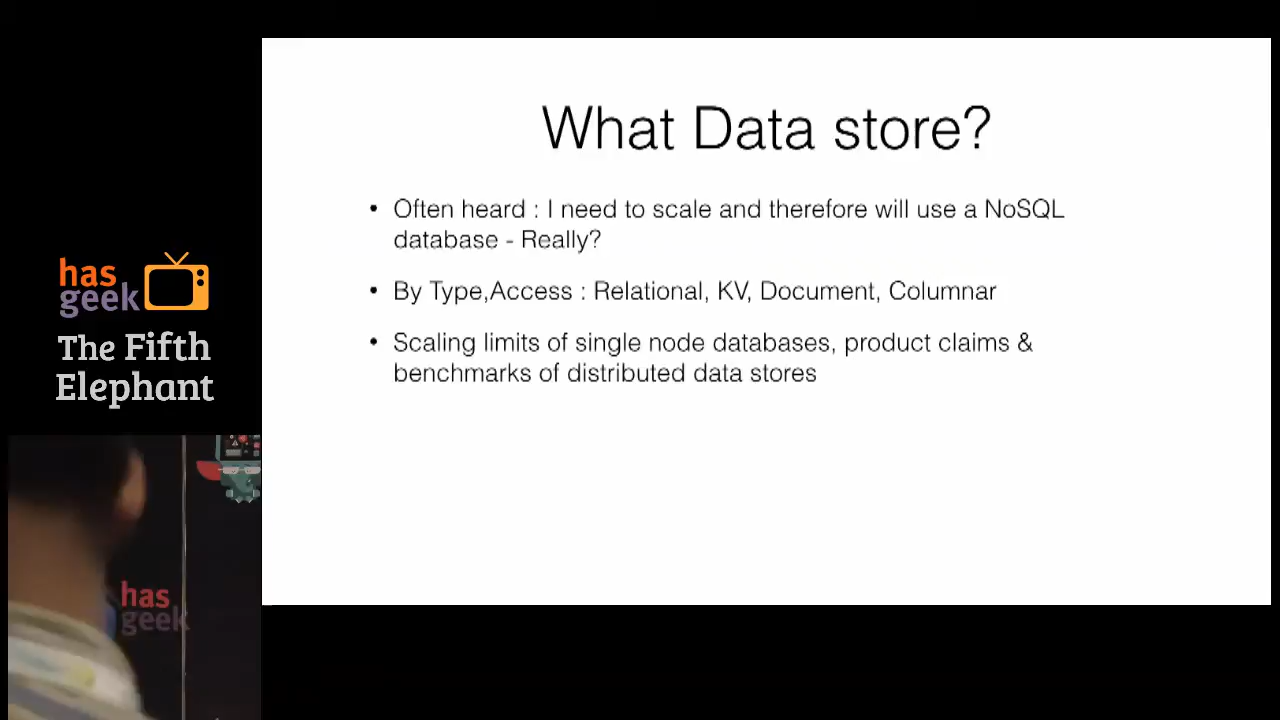 What Data store?
• Often heard : I need to scale and therefore will use a NoSQL
database - Really?
• By Type,Access : Relational, KV, Document, Columnar
• Scaling limits of single node databases, product claims &
benchmarks of distributed data stores
has
geek
The Fifth
Elephant
has
geek